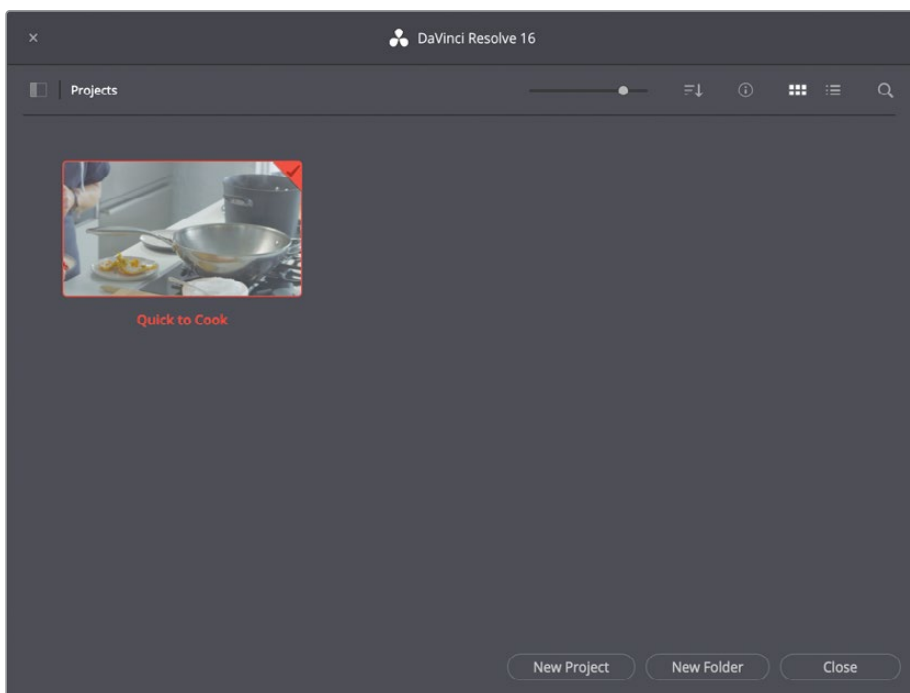 DaVinci Resolve 16
Projects
Quick to Cook
New Project
New Folder
Close